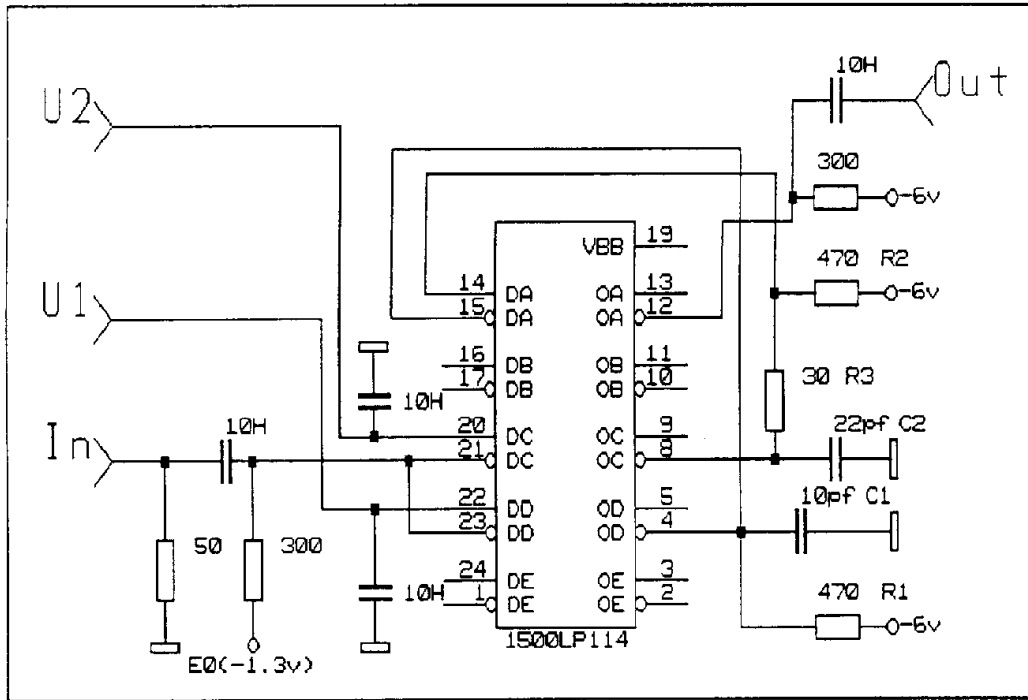 10H
Out
U2
300
-6v
VBB 19
470 R2
-6v
14 DA OA 13
15 DA OA 12
U1
16 DB OB 11
17 DB OB 10
30 R3
10H
20 DC OC 9
22pf C2
10H
In
21 DC OC 8
22 DD OD 5
10pf C1
23 DD OD 4
50
300
24 DE OE 3
10H
1 DE OE 2
470 R1
-6v
1500LP114
E0(-1.3v)